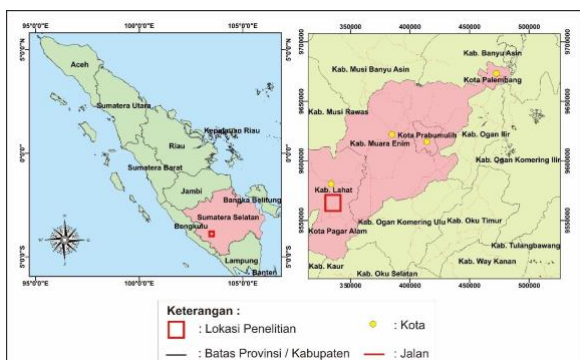 95°0'0"E 100°0'0"E 105°0'0"E
5°0'0"N
0°0'0"
5°0'0"S
Aceh
Sumatera Utara
Riau
Kepulauan Riau
Sumatera Barat
Jambi
Bangka Belitung
Sumatera Selatan
Bengkulu
Lampung
Banten
95°0'0"E 100°0'0"E 105°0'0"E
350000 400000 450000 500000
9700000
9650000
9600000
9550000
Kab. Banyu Asin
Kab. Musi Banyu Asin
Kota Palembang
Kab. Musi Rawas
Kota Prabumulih
Kab. Ogan Ilir
Kab. Muara Enim
Kab. Ogan Komering Ilir
Kab. Lahat
Kab. Ogan Komering Ulu
Kab. Oku Timur
Kota Pagar Alam
Kab. Tulangbawang
Kab. Way Kanan
Kab. Kaur
Kab. Oku Selatan
350000 400000 450000 500000
Keterangan :
: Lokasi Penelitian
: Kota
: Batas Provinsi / Kabupaten
: Jalan